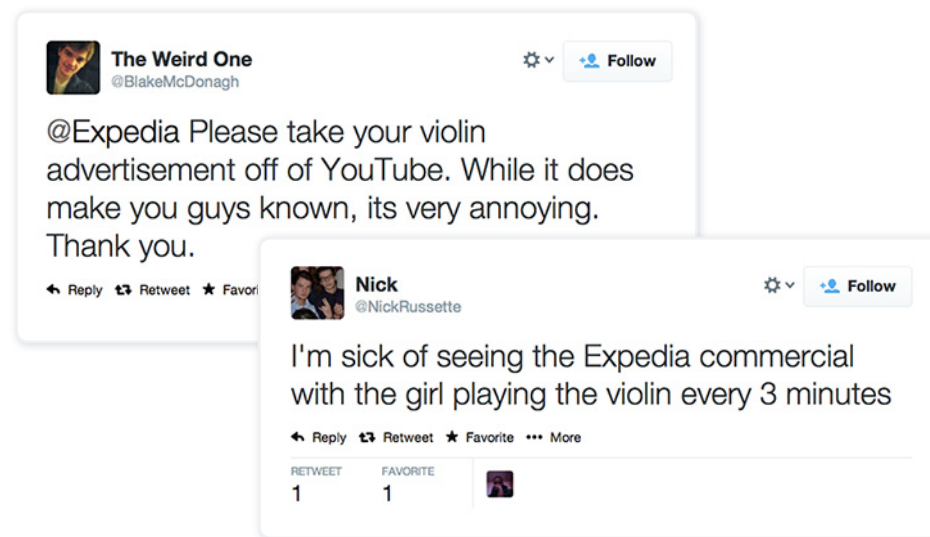 The Weird One
@BlakeMcDonagh
Follow
@Expedia Please take your violin
advertisement off of YouTube. While it does
make you guys known, its very annoying.
Thank you.
Reply Retweet Favori
Nick
@NickRussette
Follow
I'm sick of seeing the Expedia commercial
with the girl playing the violin every 3 minutes
Reply Retweet Favorite ••• More
RETWEET FAVORITE
1 1